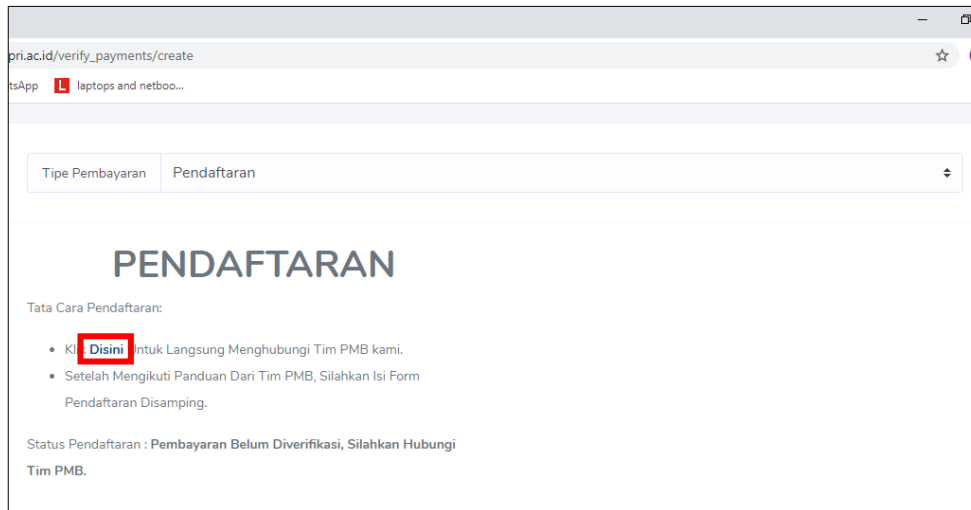 pri.ac.id/verify_payments/create
tsApp L laptops and netboo...
Tipe Pembayaran Pendaftaran
PENDAFTARAN
Tata Cara Pendaftaran:
• Klik Disini Untuk Langsung Menghubungi Tim PMB kami.
• Setelah Mengikuti Panduan Dari Tim PMB, Silahkan Isi Form
Pendaftaran Disamping.
Status Pendaftaran : Pembayaran Belum Diverifikasi, Silahkan Hubungi
Tim PMB.